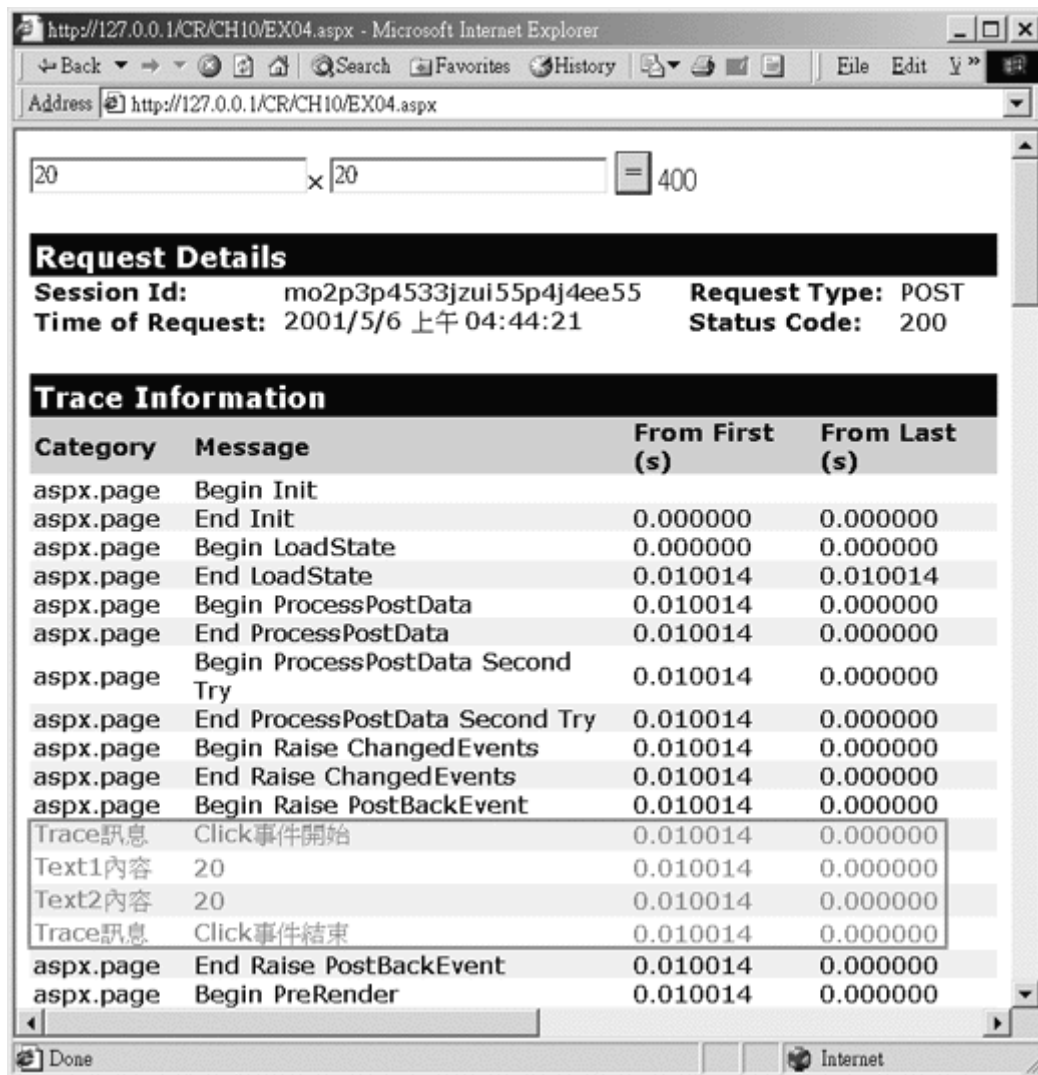 http://127.0.0.1/CR/CH10/EX04.aspx - Microsoft Internet Explorer
Back Search Favorites History File Edit V »
Address http://127.0.0.1/CR/CH10/EX04.aspx
20 × 20 = 400
Request Details
Session Id: mo2p3p4533jzui55p4j4ee55 Request Type: POST
Time of Request: 2001/5/6 上午 04:44:21 Status Code: 200
Trace Information
Category Message From First (s) From Last (s)
aspx.page Begin Init
aspx.page End Init 0.000000 0.000000
aspx.page Begin LoadState 0.000000 0.000000
aspx.page End LoadState 0.010014 0.010014
aspx.page Begin ProcessPostData 0.010014 0.000000
aspx.page End ProcessPostData 0.010014 0.000000
aspx.page Begin ProcessPostData Second Try 0.010014 0.000000
aspx.page End ProcessPostData Second Try 0.010014 0.000000
aspx.page Begin Raise ChangedEvents 0.010014 0.000000
aspx.page End Raise ChangedEvents 0.010014 0.000000
aspx.page Begin Raise PostBackEvent 0.010014 0.000000
Trace訊息 Click事件開始 0.010014 0.000000
Text1內容 20 0.010014 0.000000
Text2內容 20 0.010014 0.000000
Trace訊息 Click事件結束 0.010014 0.000000
aspx.page End Raise PostBackEvent 0.010014 0.000000
aspx.page Begin PreRender 0.010014 0.000000
Done Internet